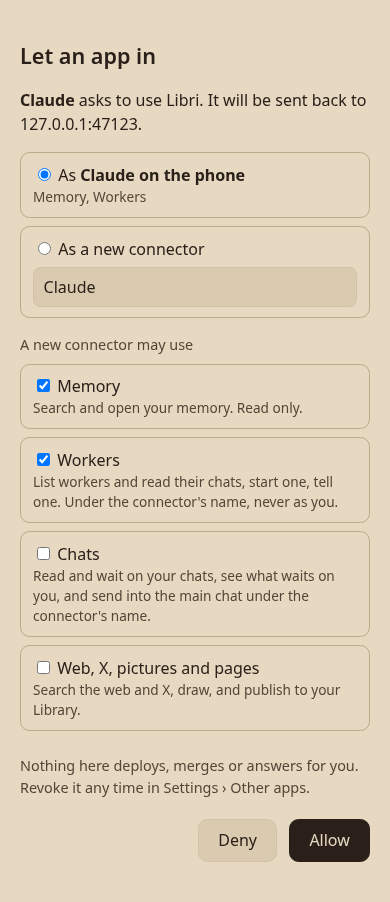 Let an app in
Claude asks to use Libri. It will be sent back to
127.0.0.1:47123.
As Claude on the phone
Memory, Workers
As a new connector
Claude
A new connector may use
Memory
Search and open your memory. Read only.
Workers
List workers and read their chats, start one, tell
one. Under the connector's name, never as you.
Chats
Read and wait on your chats, see what waits on
you, and send into the main chat under the
connector's name.
Web, X, pictures and pages
Search the web and X, draw, and publish to your
Library.
Nothing here deploys, merges or answers for you.
Revoke it any time in Settings › Other apps.
Deny
Allow